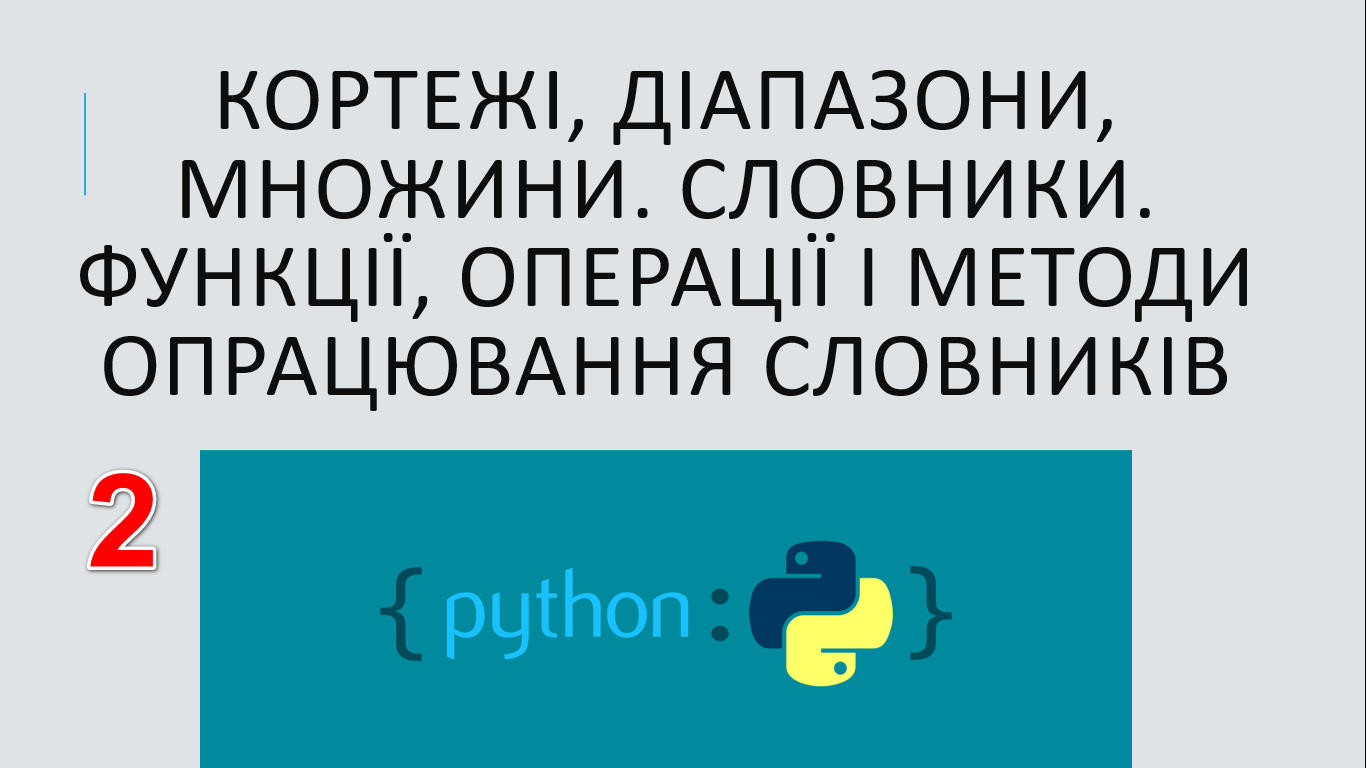 КОРТЕЖІ, ДІАПАЗОНИ,
МНОЖИНИ. СЛОВНИКИ.
ФУНКЦІЇ, ОПЕРАЦІЇ І МЕТОДИ
ОПРАЦЮВАННЯ СЛОВНИКІВ
2
{ python : }